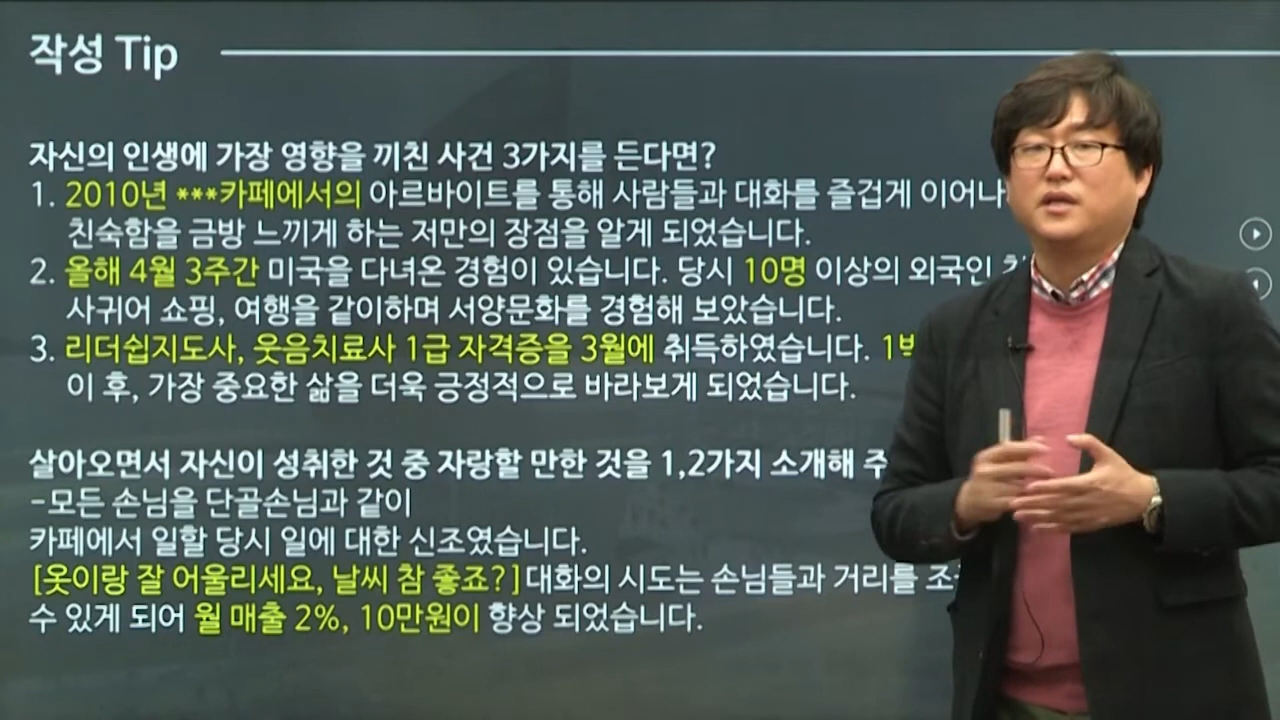 작성 Tip
자신의 인생에 가장 영향을 끼친 사건 3가지를 든다면?
1. 2010년 ***카페에서의 아르바이트를 통해 사람들과 대화를 즐겁게
친숙함을 금방 느끼게 하는 저만의 장점을 알게 되었습니다.
2. 올해 4월 3주간 미국을 다녀온 경험이 있습니다. 당시 10명 이상의 외국인
사귀어 쇼핑, 여행을 같이하며 서양문화를 경험해 보았습니다.
3. 리더쉽지도사, 웃음치료사 1급 자격증을 3월에 취득하였습니다.
이 후, 가장 중요한 삶을 더욱 긍정적으로 바라보게 되었습니다.
살아오면서 자신이 성취한 것 중 자랑할 만한 것을 1,2가지 소개해
-모든 손님을 단골손님과 같이
카페에서 일할 당시 일에 대한 신조였습니다.
[옷이랑 잘 어울리세요, 날씨 참 좋죠?] 대화의 시도는 손님들과 거리를
수 있게 되어 월 매출 2%, 10만원이 향상 되었습니다.